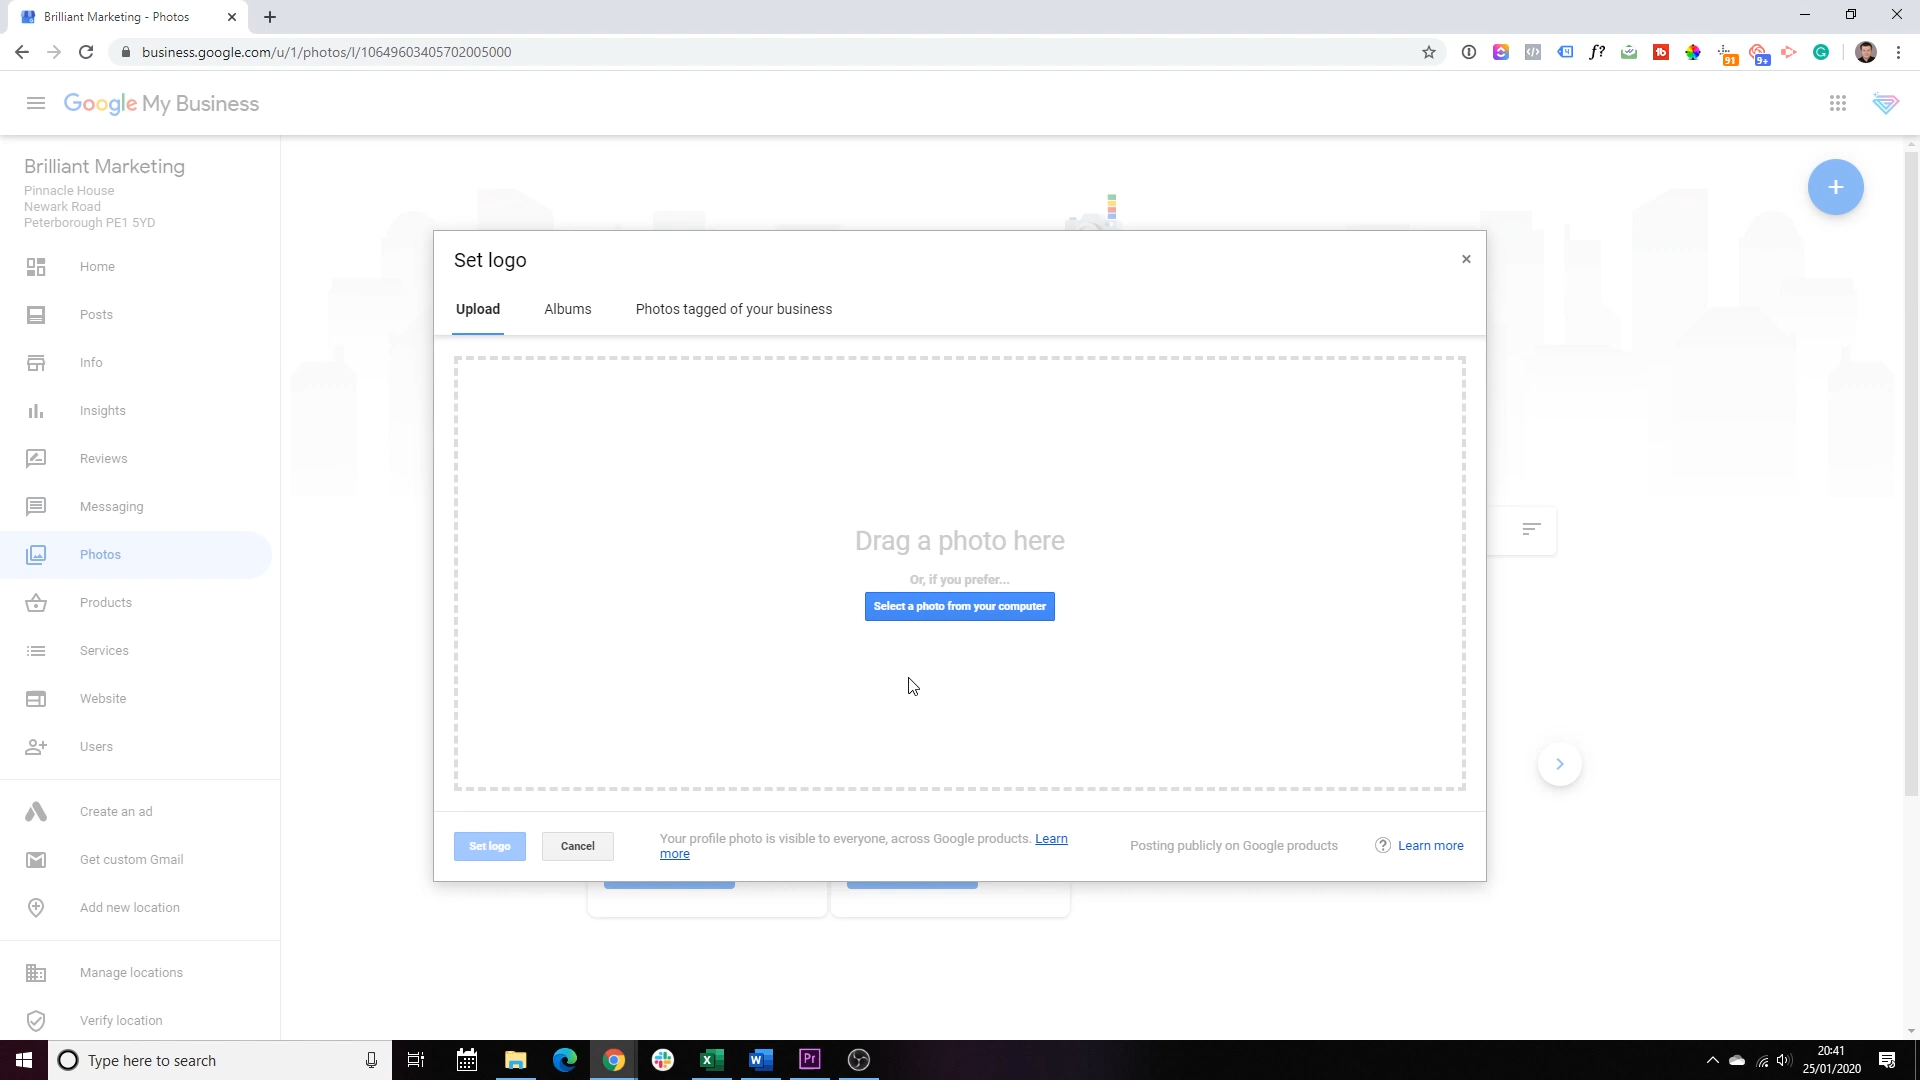 Brilliant Marketing - Photos
business.google.com/u/1/photos/l/10649603405702005000
f?
16
91
9+
Google My Business
Brilliant Marketing
Pinnacle House
Newark Road
Peterborough PE1 5YD
Home
Posts
Info
Insights
Reviews
Messaging
Photos
Products
Services
Website
Users
Create an ad
Get custom Gmail
Add new location
Manage locations
Verify location
Set logo
Upload
Albums
Photos tagged of your business
Drag a photo here
Or, if you prefer...
Select a photo from your computer
Set logo
Cancel
Your profile photo is visible to everyone, across Google products. Learn
more
Posting publicly on Google products
Learn more
Type here to search
Pr
20:41
25/01/2020